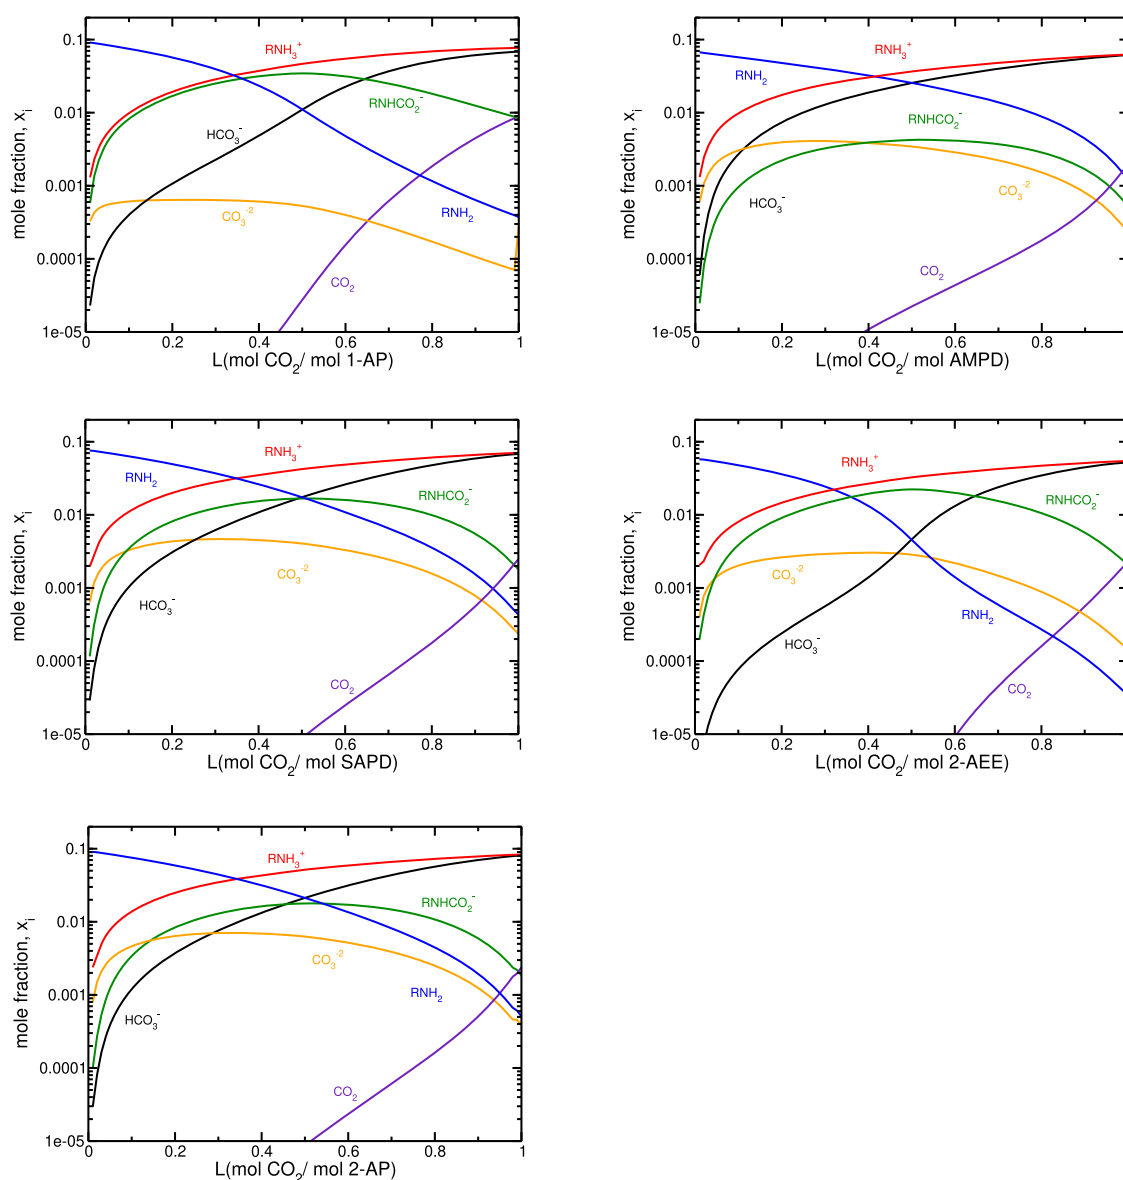 mole fraction, xᵢ
0.1
0.01
0.001
0.0001
1e-05
RNH₃⁺
RNHCO₂⁻
HCO₃⁻
CO₃⁻²
RNH₂
CO₂
0 0.2 0.4 0.6 0.8 1
L(mol CO₂/ mol 1-AP)
mole fraction, xᵢ
0.1
0.01
0.001
0.0001
1e-05
RNH₃⁺
RNH₂
RNHCO₂⁻
CO₃⁻²
HCO₃⁻
CO₂
0 0.2 0.4 0.6 0.8
L(mol CO₂/ mol AMPD)
mole fraction, xᵢ
0.1
0.01
0.001
0.0001
1e-05
RNH₃⁺
RNH₂
RNHCO₂⁻
CO₃⁻²
HCO₃⁻
CO₂
0 0.2 0.4 0.6 0.8 1
L(mol CO₂/ mol SAPD)
mole fraction, xᵢ
0.1
0.01
0.001
0.0001
1e-05
RNH₃⁺
RNHCO₂⁻
CO₃⁻²
RNH₂
HCO₃⁻
CO₂
0 0.2 0.4 0.6 0.8
L(mol CO₂/ mol 2-AEE)
mole fraction, xᵢ
0.1
0.01
0.001
0.0001
1e-05
RNH₃⁺
RNHCO₂⁻
CO₃⁻²
RNH₂
HCO₃⁻
CO₂
0 0.2 0.4 0.6 0.8 1
L(mol CO₂/ mol 2-AP)